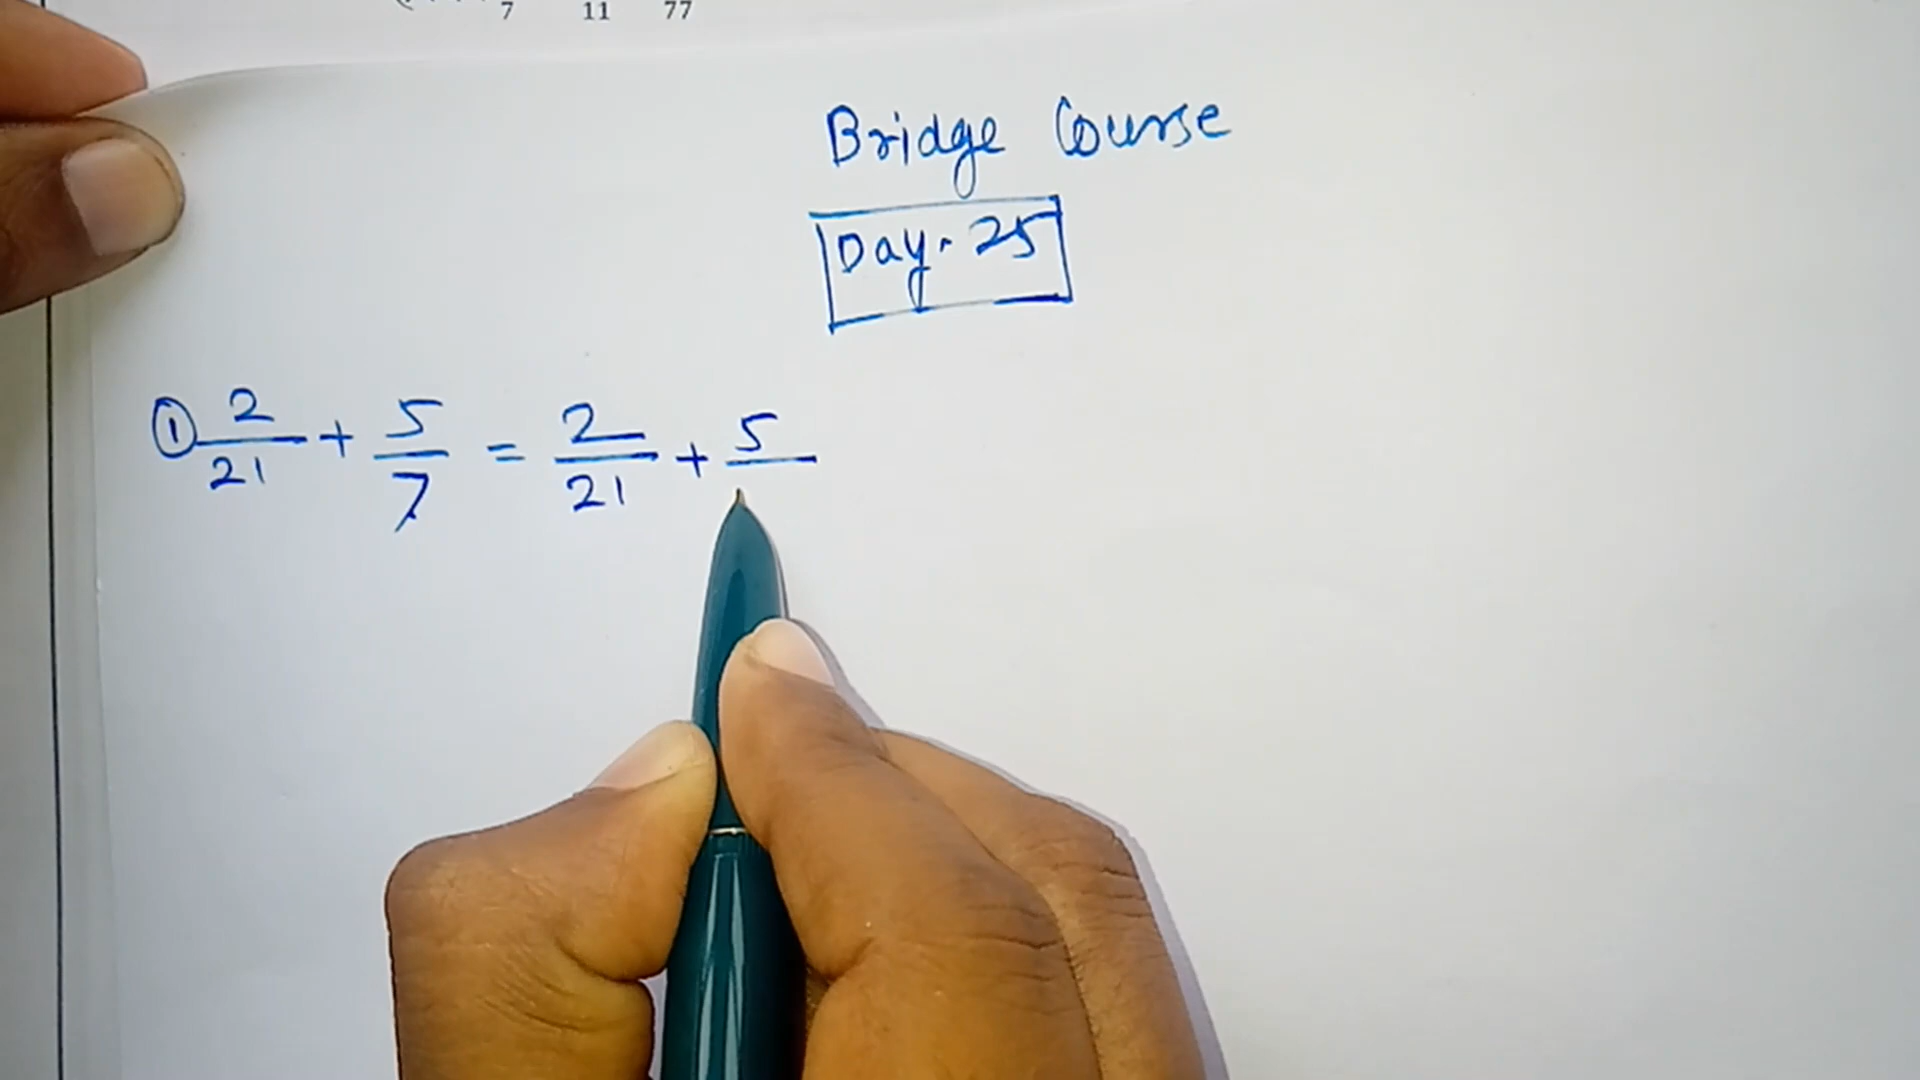 7 11 77
Bridge Course
Day - 25
① 2/21 + 5/7 = 2/21 + 5/